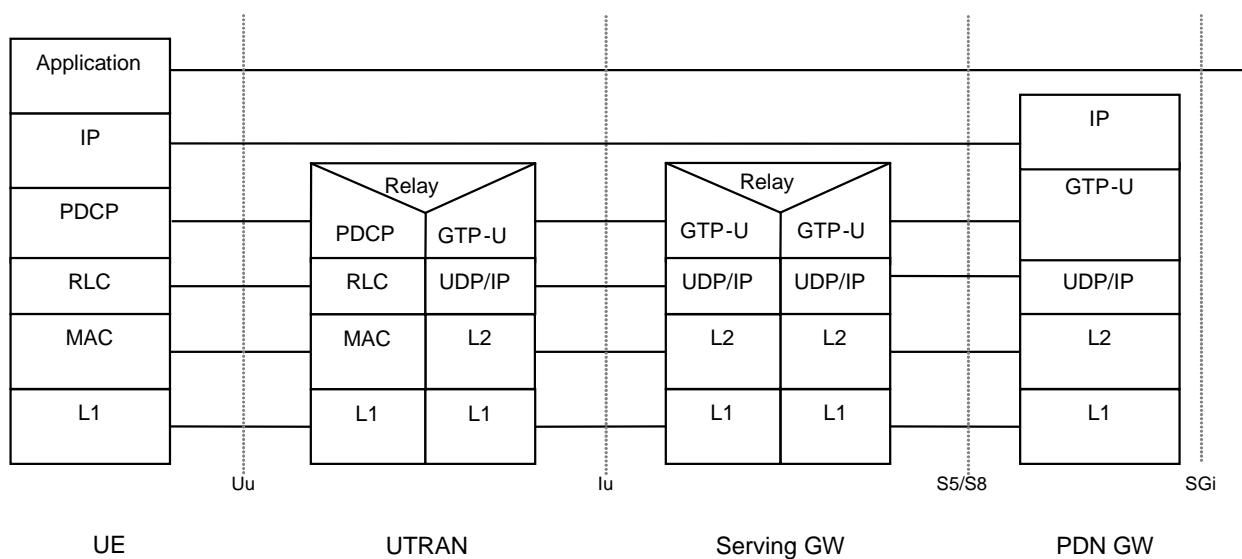 Application
IP
PDCP
RLC
MAC
L1
Relay
PDCP
GTP-U
RLC
UDP/IP
MAC
L2
L1
L1
Relay
GTP-U
GTP-U
UDP/IP
UDP/IP
L2
L2
L1
L1
IP
GTP-U
UDP/IP
L2
L1
Uu
Iu
S5/S8
SGi
UE
UTRAN
Serving GW
PDN GW